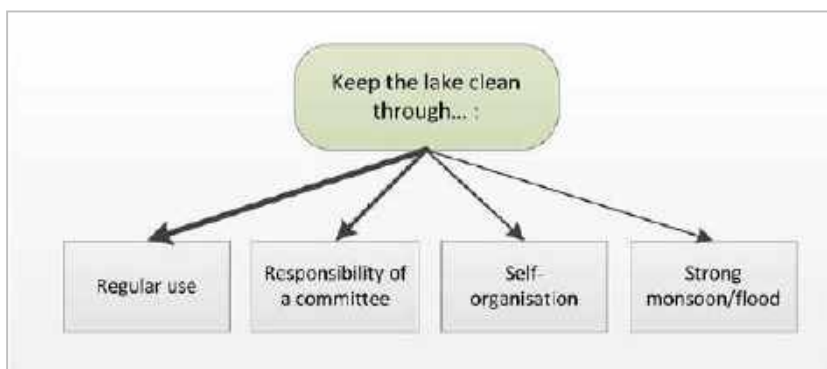 Keep the lake clean
through... :
Regular use
Responsibility of
a committee
Self-
organisation
Strong
monsoon/flood